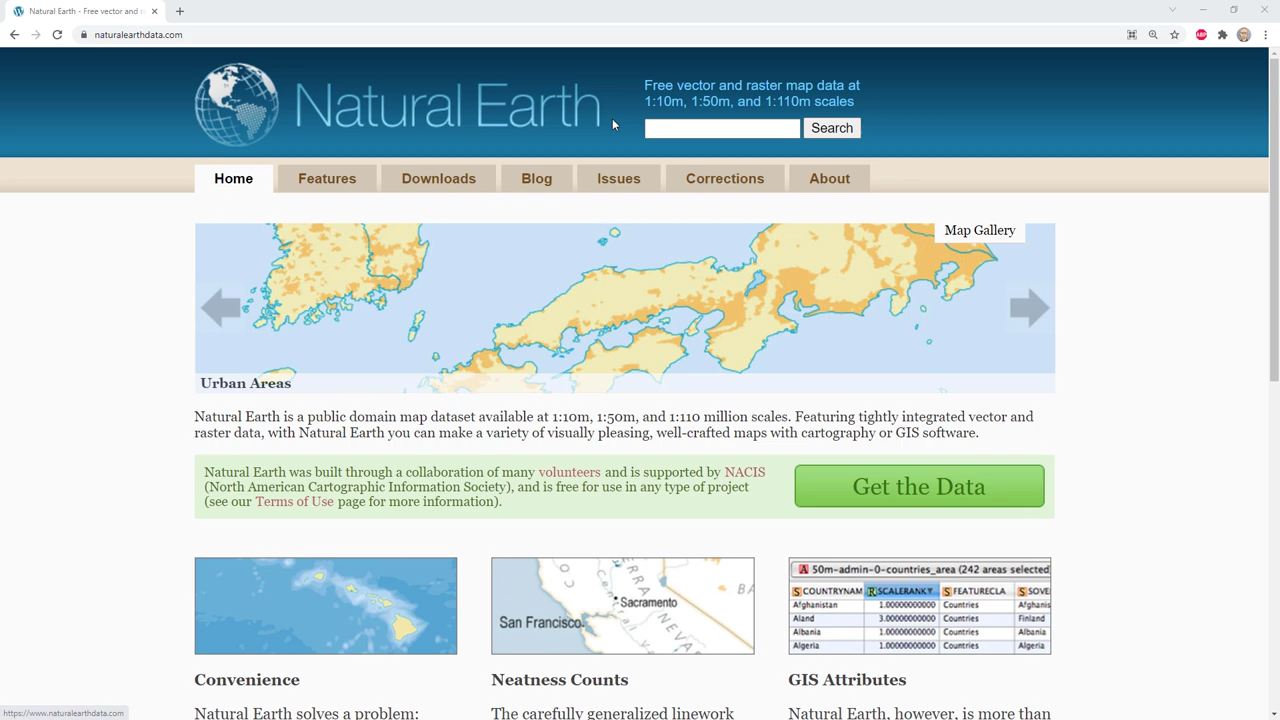 Natural Earth - Free vector and r
naturalearthdata.com
ABP
Natural Earth
Free vector and raster map data at
1:10m, 1:50m, and 1:110m scales
Search
Home
Features
Downloads
Blog
Issues
Corrections
About
Map Gallery
Urban Areas
Natural Earth is a public domain map dataset available at 1:10m, 1:50m, and 1:110 million scales. Featuring tightly integrated vector and
raster data, with Natural Earth you can make a variety of visually pleasing, well-crafted maps with cartography or GIS software.
Natural Earth was built through a collaboration of many volunteers and is supported by NACIS
(North American Cartographic Information Society), and is free for use in any type of project
(see our Terms of Use page for more information).
Get the Data
San Francisco
Sacramento
NEVA
BA
CO
A 50m-admin-0-countries_area (242 areas selected)
S COUNTRYNAM R SCALERANK S FEATURECLA S SOVE
Afghanistan 1.00000000000 Countries Afghanis
Aland 3.00000000000 Countries Finland
Albania 1.00000000000 Countries Albania
Algeria 1.00000000000 Countries Algeria
Convenience
Neatness Counts
GIS Attributes
Natural Earth solves a problem:
The carefully generalized linework
Natural Earth, however, is more than
https://www.naturalearthdata.com